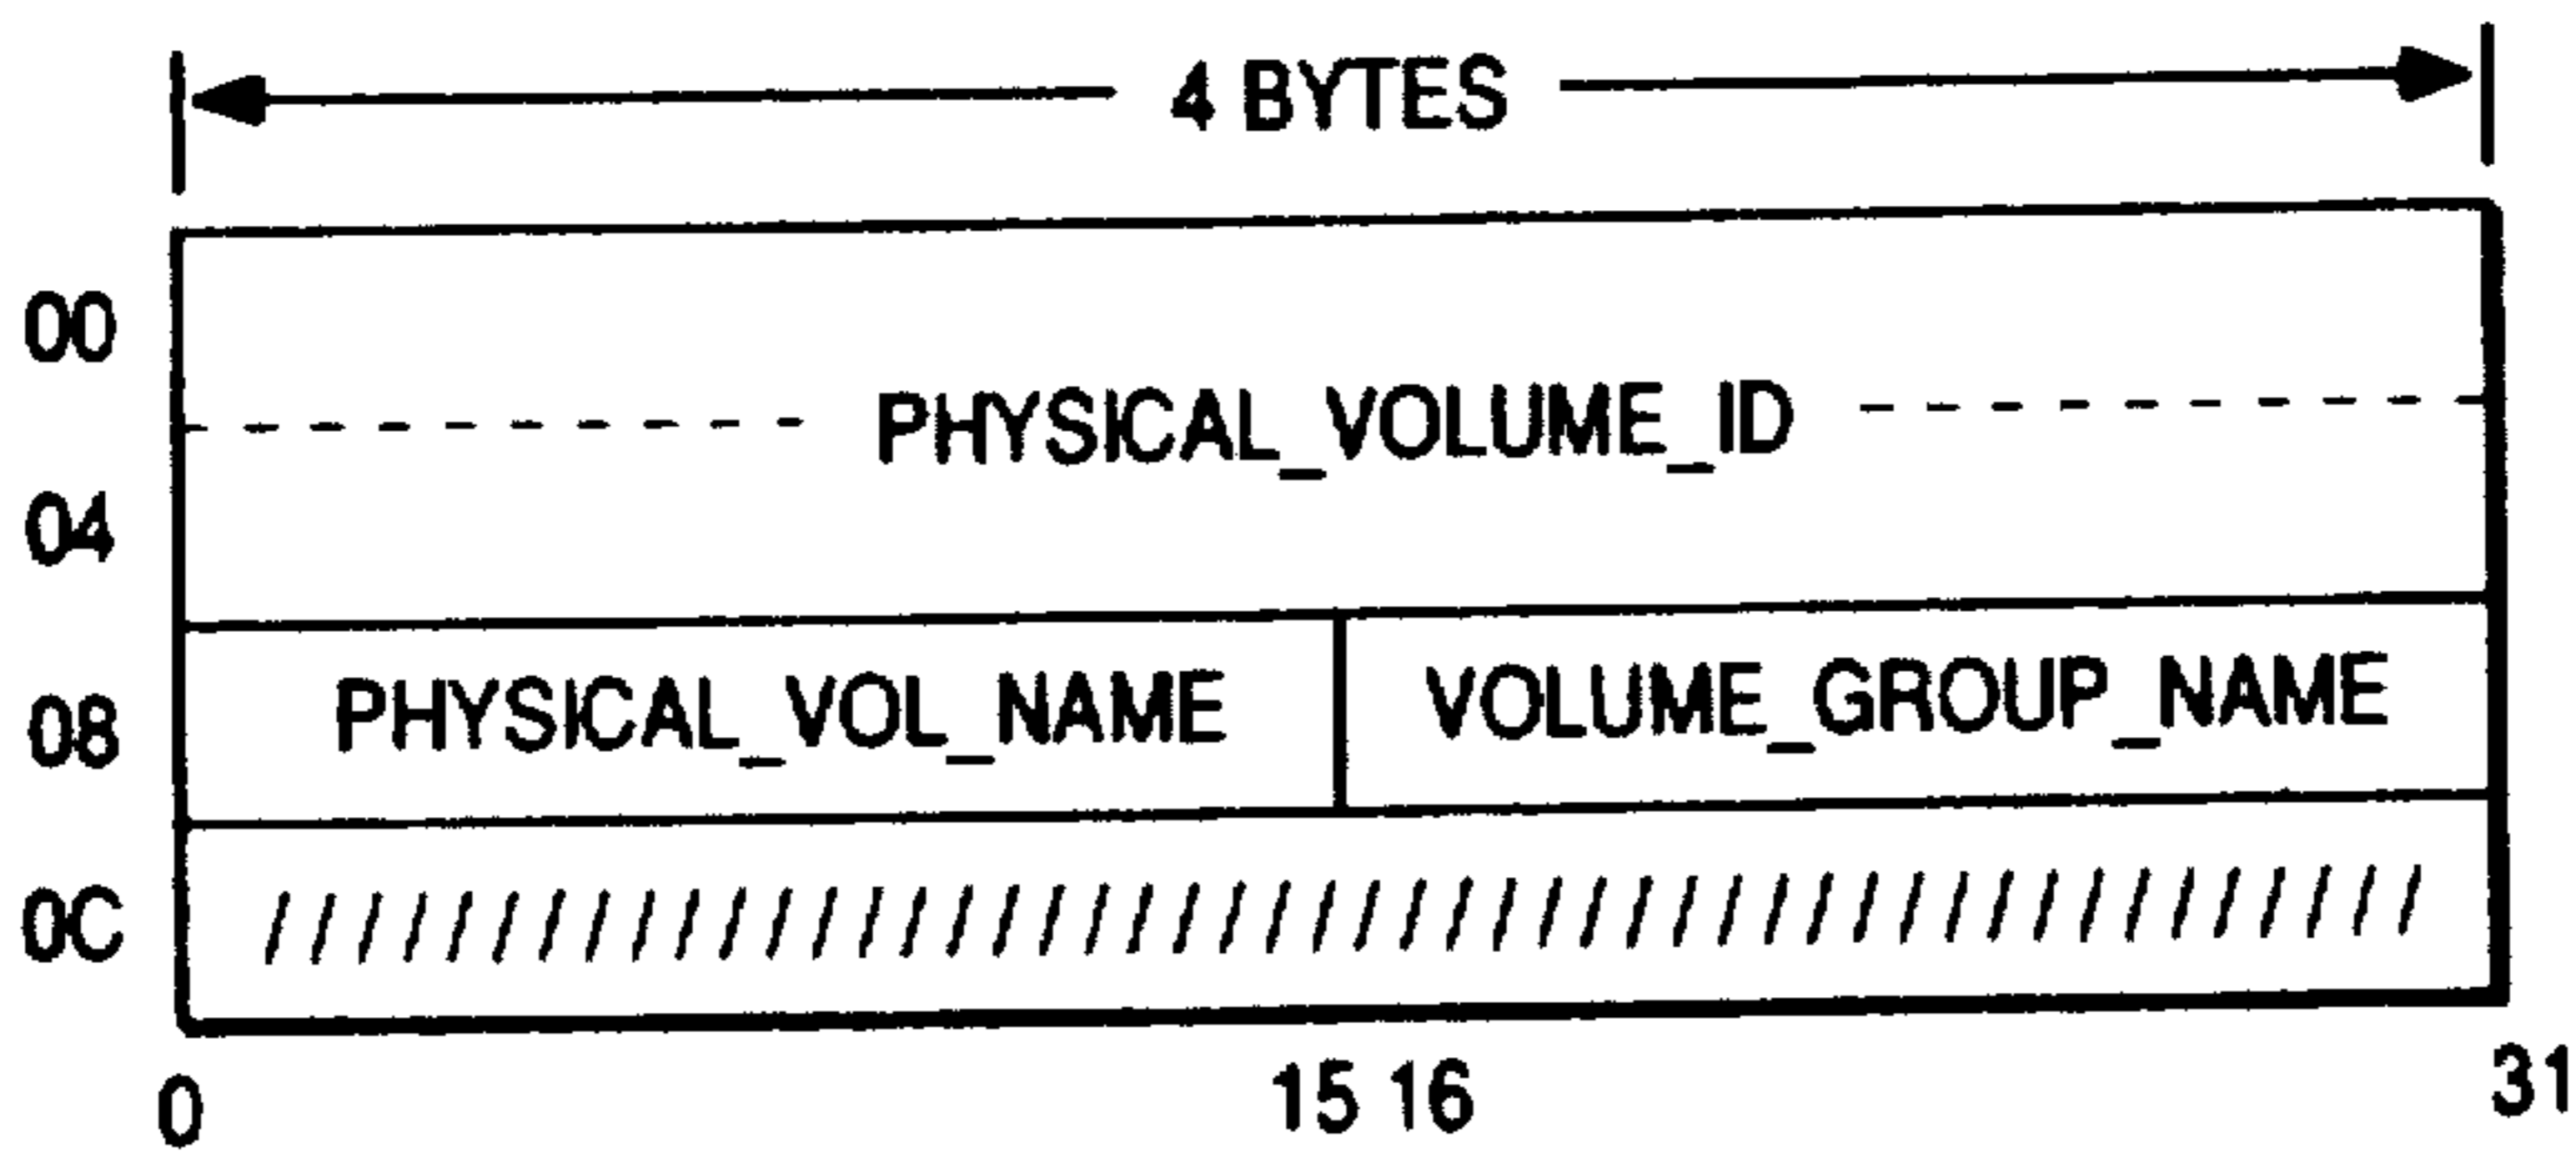 4 BYTES
00
PHYSICAL_VOLUME_ID
04
08 PHYSICAL_VOL_NAME VOLUME_GROUP_NAME
0C
0 15 16 31